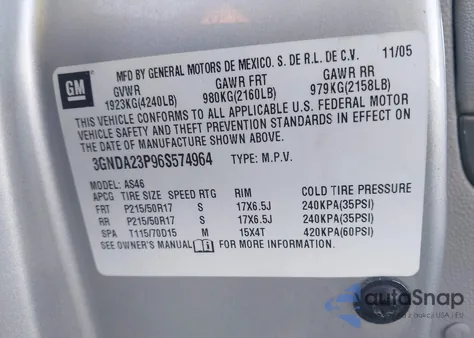 GM
MFD BY GENERAL MOTORS DE MEXICO. S. DE R.L. DE C.V. 11/05
GVWR GAWR FRT GAWR RR
1923KG(4240LB) 980KG(2160LB) 979KG(2158LB)
THIS VEHICLE CONFORMS TO ALL APPLICABLE U.S. FEDERAL MOTOR
VEHICLE SAFETY AND THEFT PREVENTION STANDARDS IN EFFECT ON
THE DATE OF MANUFACTURE SHOWN ABOVE.
3GNDA23P96S574964 TYPE: M.P.V.
MODEL: AS46
APCG TIRE SIZE SPEED RTG RIM COLD TIRE PRESSURE
FRT P215/50R17 S 17X6.5J 240KPA(35PSI)
RR P215/50R17 S 17X6.5J 240KPA(35PSI)
SPA T115/70D15 M 15X4T 420KPA(60PSI)
SEE OWNER'S MANUAL FOR MORE INFORMATION.
autaSnap